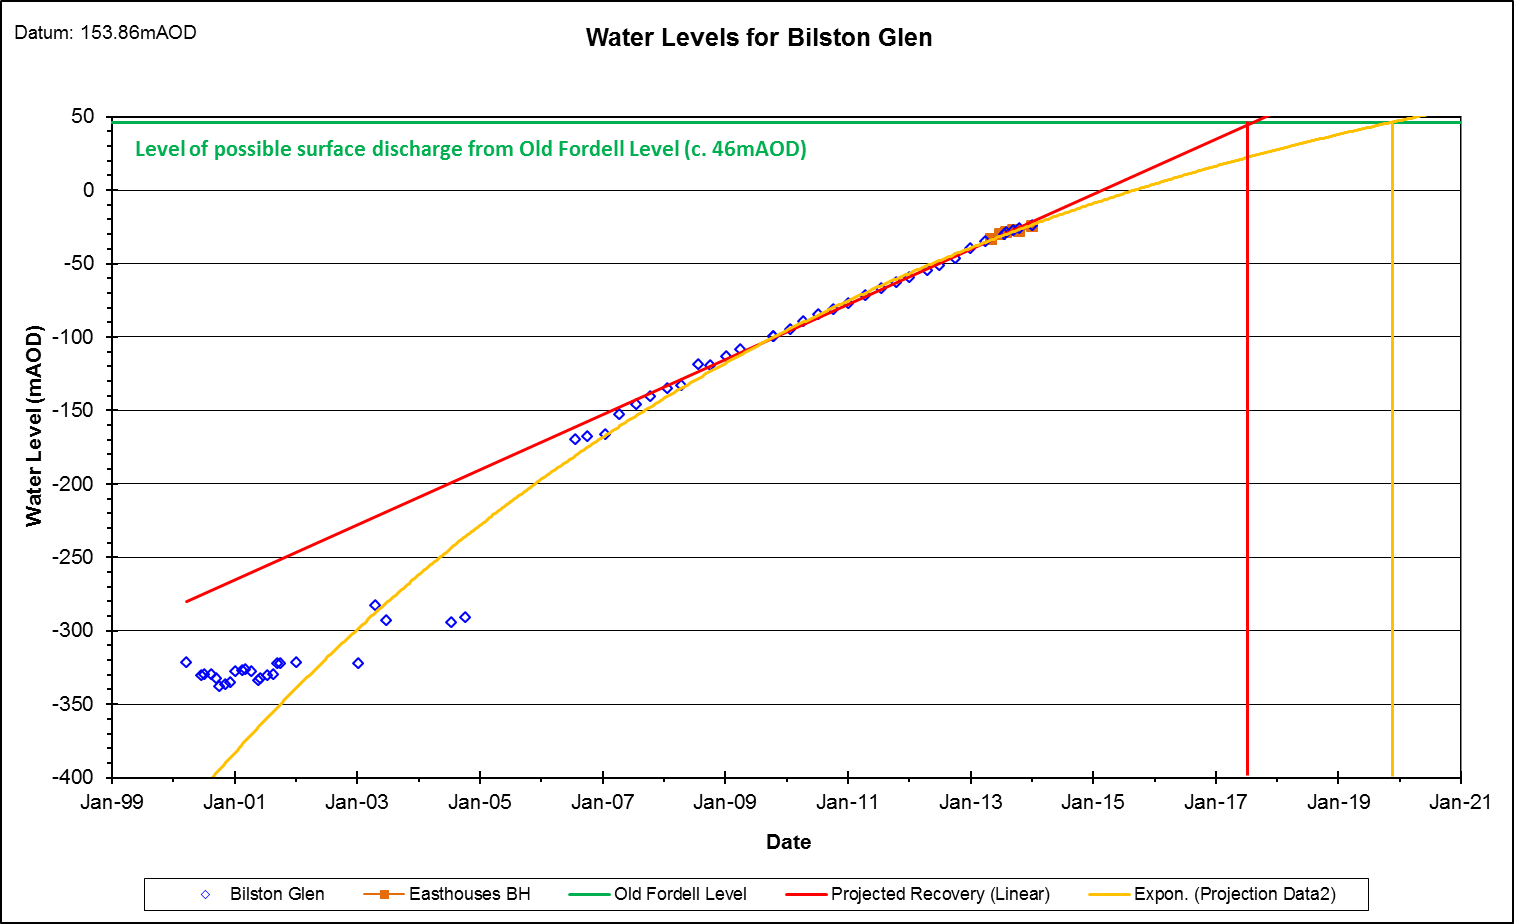 Datum: 153.86mAOD
Water Levels for Bilston Glen
Level of possible surface discharge from Old Fordell Level (c. 46mAOD)
Water Level (mAOD)
50
0
-50
-100
-150
-200
-250
-300
-350
-400
Jan-99 Jan-01 Jan-03 Jan-05 Jan-07 Jan-09 Jan-11 Jan-13 Jan-15 Jan-17 Jan-19 Jan-21
Date
Bilston Glen Easthouses BH Old Fordell Level Projected Recovery (Linear) Expon. (Projection Data2)